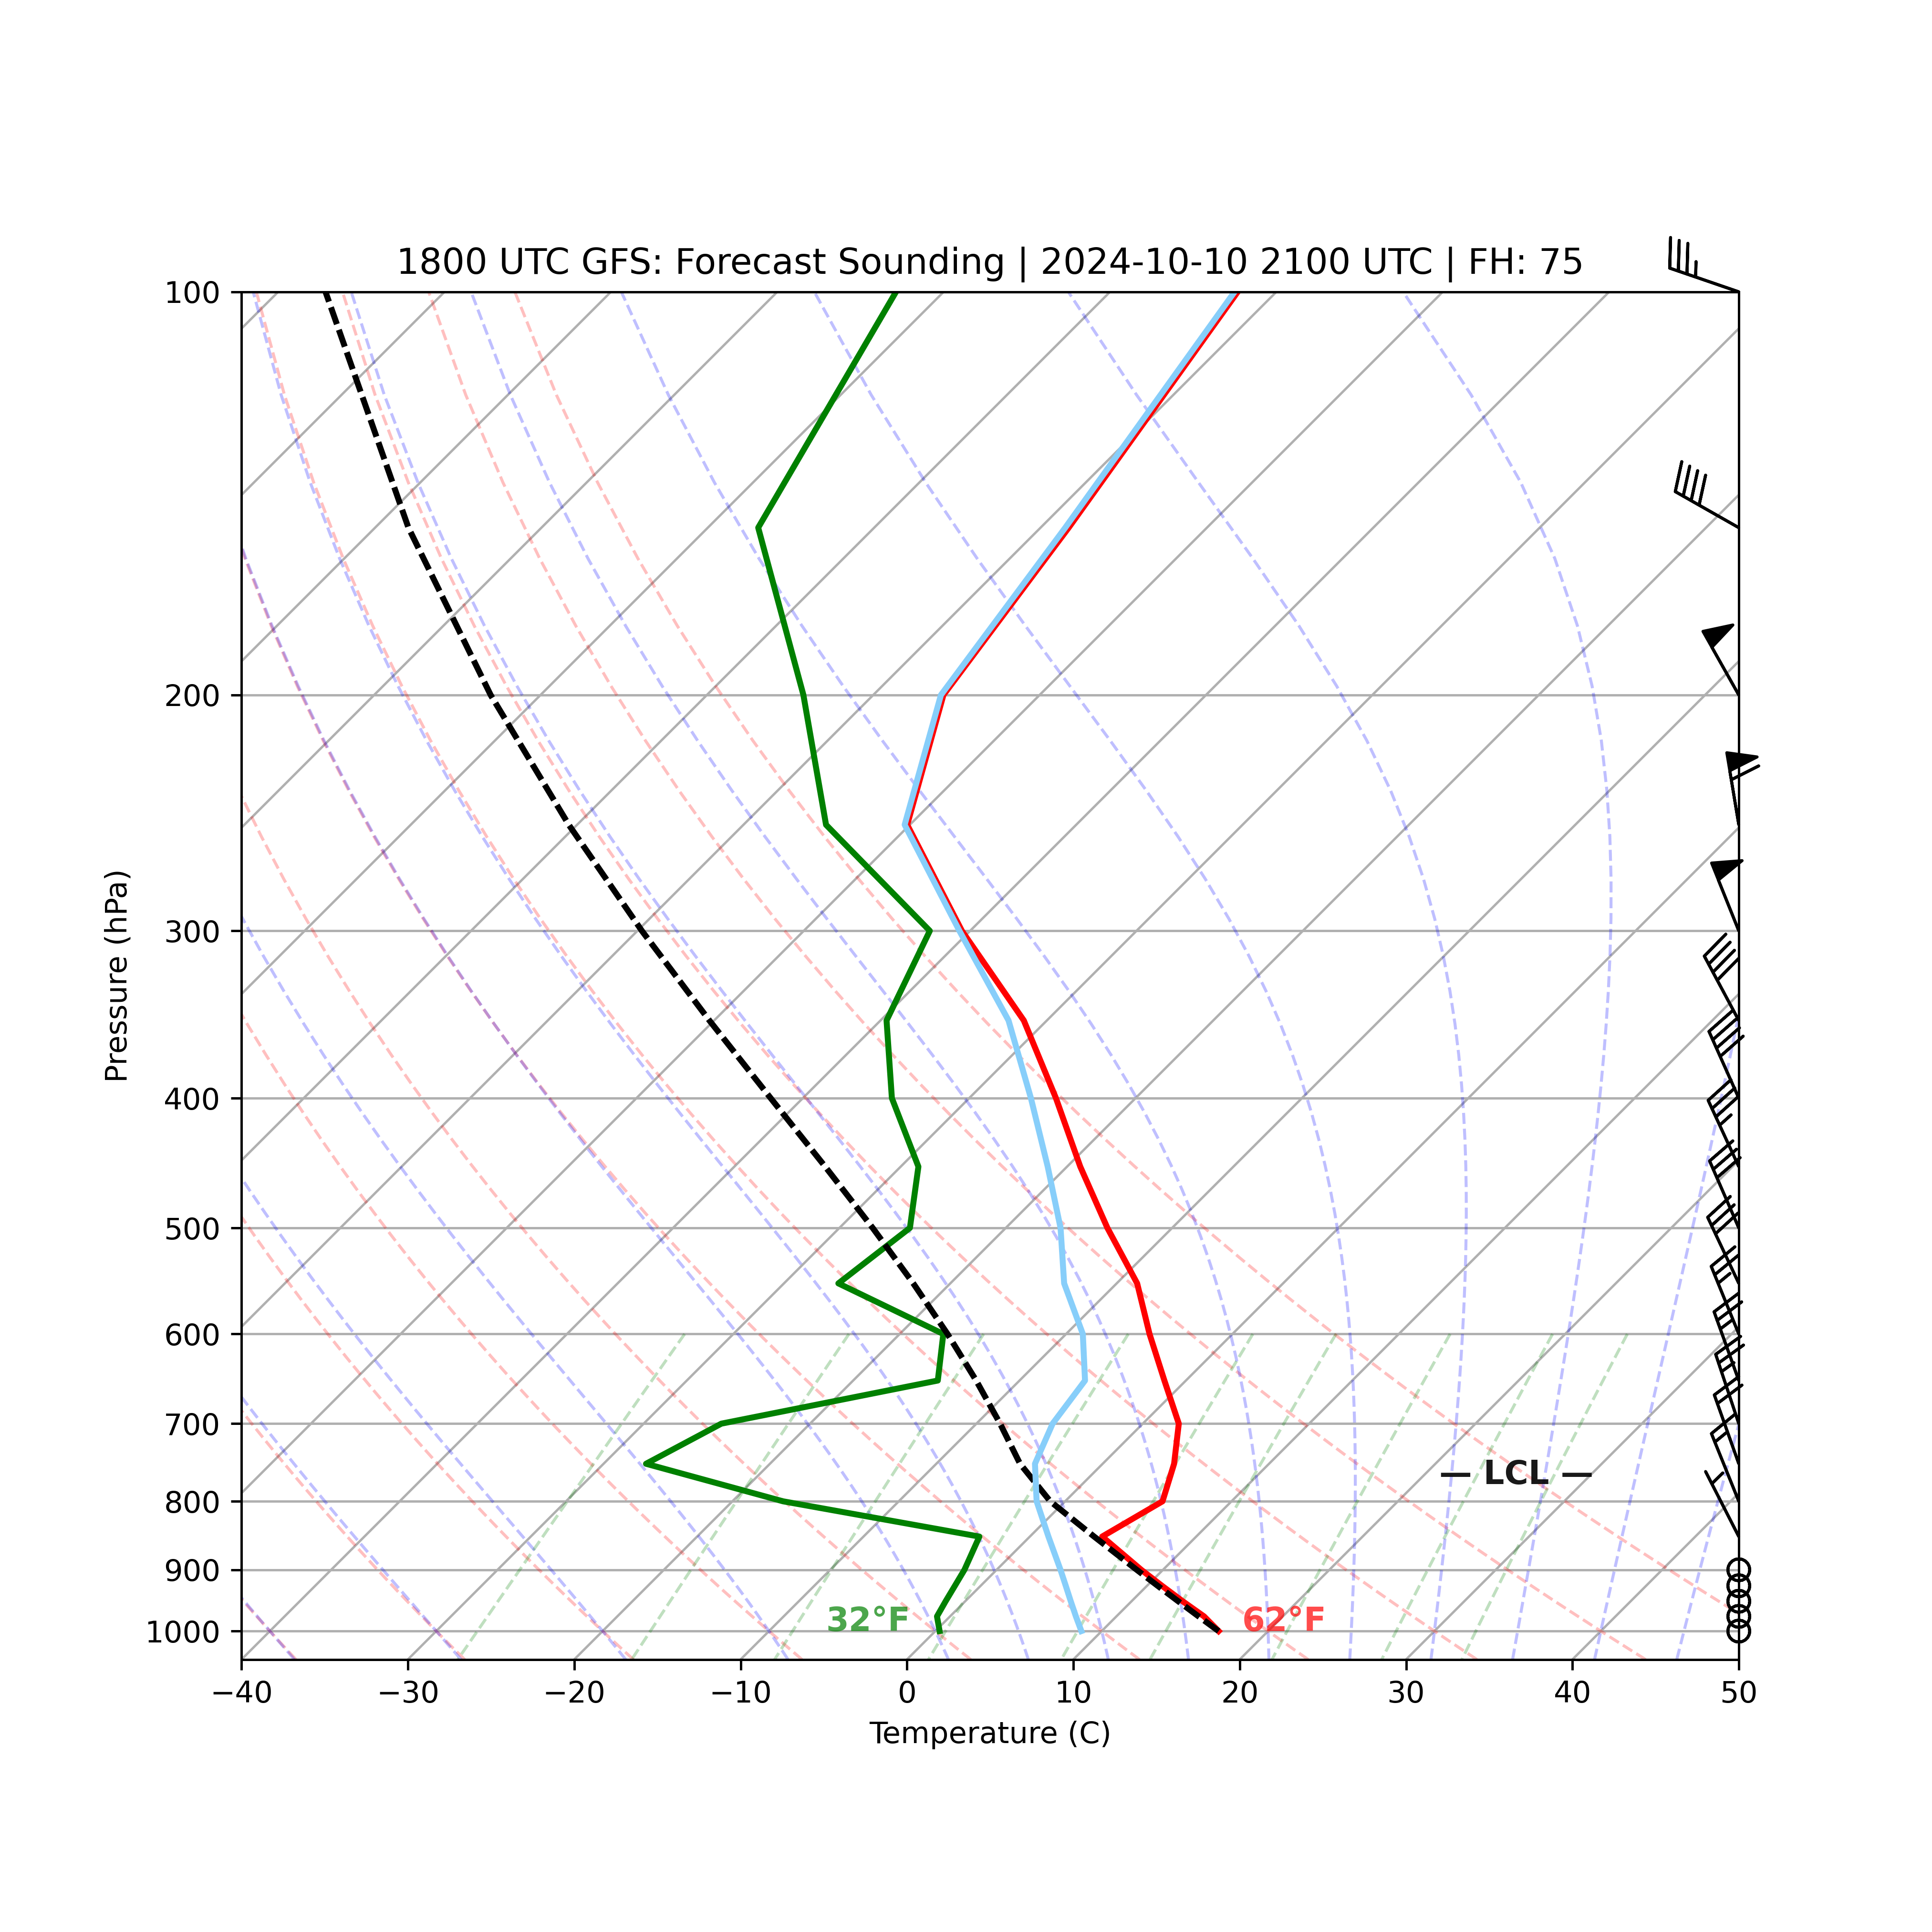 1800 UTC GFS: Forecast Sounding | 2024-10-10 2100 UTC | FH: 75
100
200
300
400
500
600
700
800
900
1000
Pressure (hPa)
— LCL —
32°F
62°F
−40 −30 −20 −10 0 10 20 30 40 50
Temperature (C)